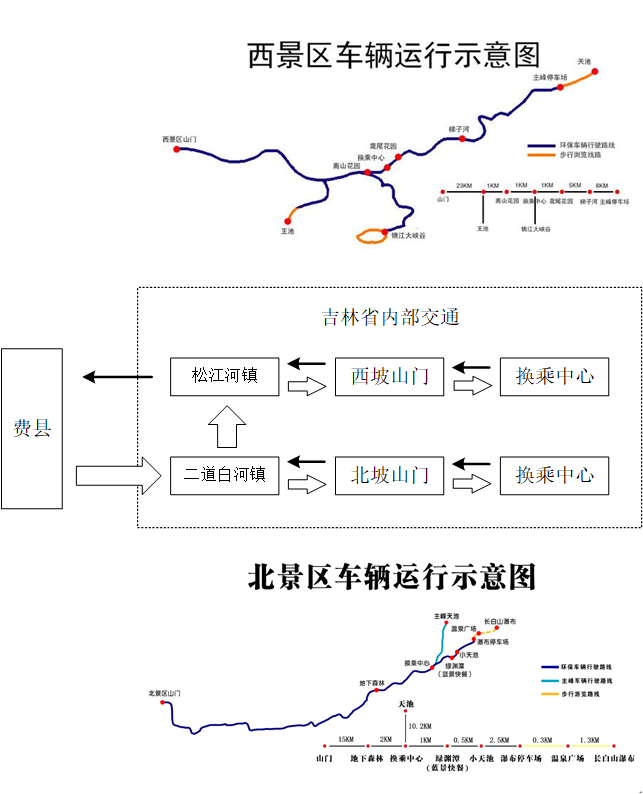 西景区车辆运行示意图
天池
主峰停车场
梯子河
西景区山门
鸢尾花园
换乘中心
高山花园
环保车辆行驶路线
步行浏览线路
23KM 1KM 1KM 1KM 5KM 8KM
山门 高山花园 换乘中心 鸢尾花园 梯子河 主峰停车场
王池 锦江大峡谷
王池
锦江大峡谷
吉林省内部交通
费县
松江河镇 西坡山门 换乘中心
二道白河镇 北坡山门 换乘中心
北景区车辆运行示意图
主峰天池
长白山瀑布
温泉广场
瀑布停车场
小天池
换乘中心
绿渊潭
(蓝景快餐)
地下森林
北景区山门
环保车辆行驶路线
主峰车辆行驶路线
步行游览路线
天池
10.2KM
15KM 2KM 1KM 0.5KM 2.5KM 0.3KM 1.3KM
山门 地下森林 换乘中心 绿渊潭 小天池 瀑布停车场 温泉广场 长白山瀑布
(蓝景快餐)